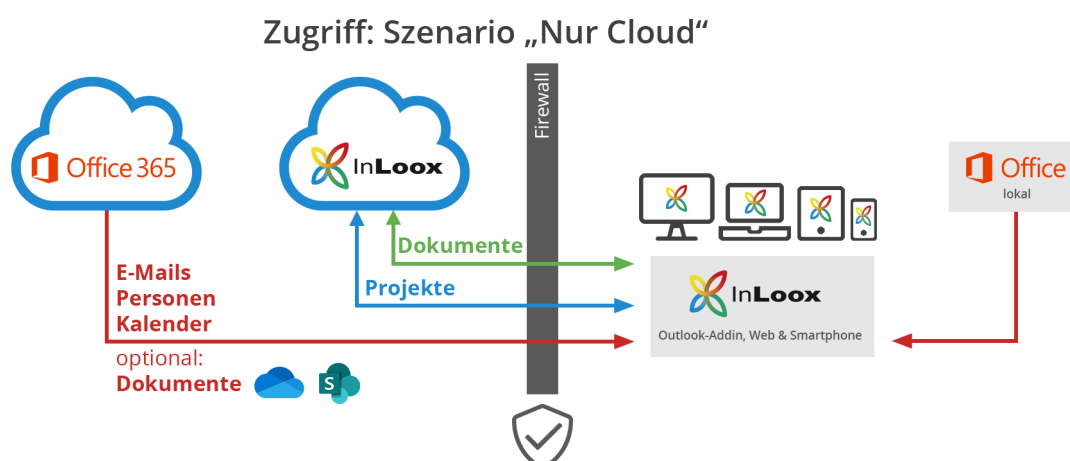 Zugriff: Szenario „Nur Cloud“
Office 365
InLoox
Firewall
Office
lokal
Dokumente
Projekte
E-Mails
Personen
Kalender
optional:
Dokumente
S
InLoox
Outlook-Addin, Web & Smartphone